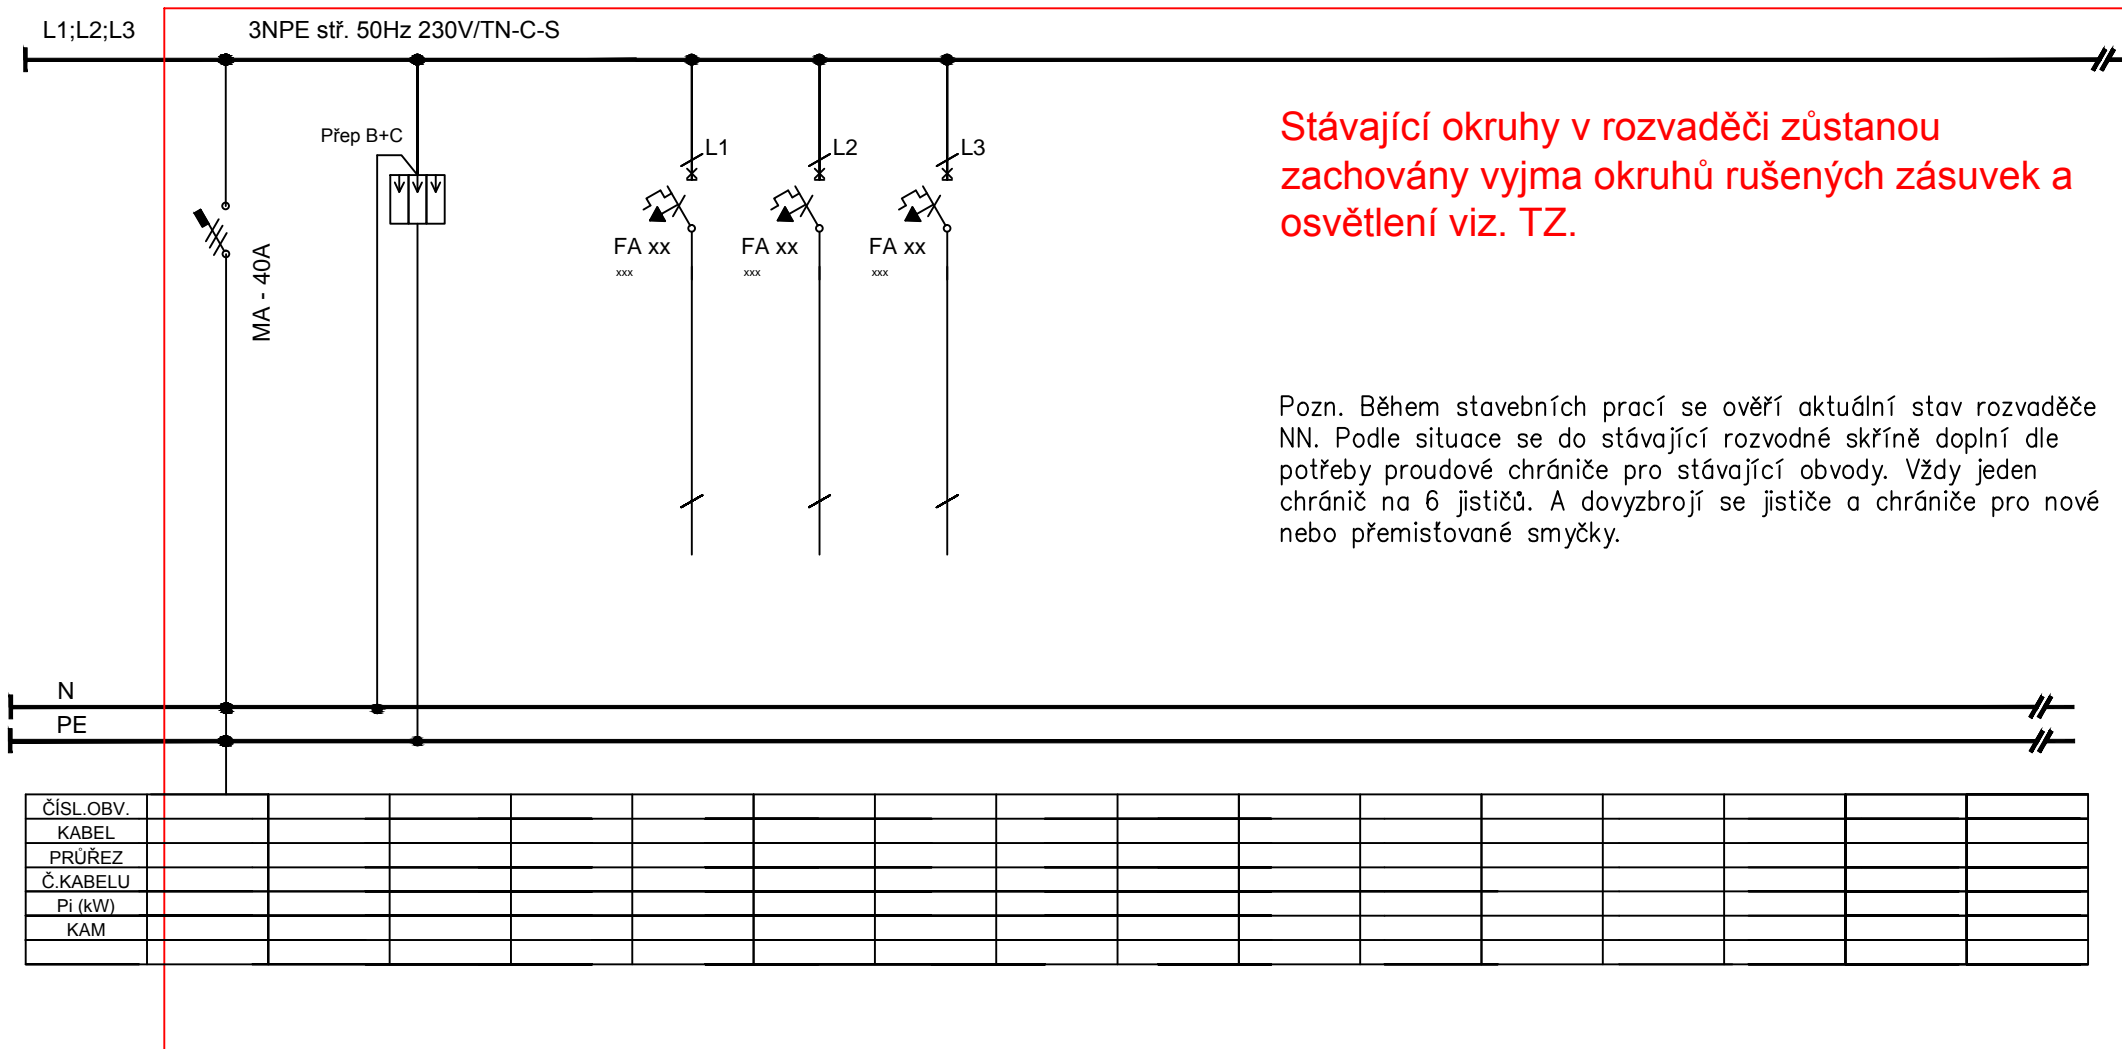 L1;L2;L3
3NPE stř. 50Hz 230V/TN-C-S
Přep B+C
MA - 40A
L1
L2
L3
FA xx
xxx
FA xx
xxx
FA xx
xxx
Stávající okruhy v rozvaděči zůstanou
zachovány vyjma okruhů rušených zásuvek a
osvětlení viz. TZ.
Pozn. Během stavebních prací se ověří aktuální stav rozvaděče
NN. Podle situace se do stávající rozvodné skříně doplní dle
potřeby proudové chrániče pro stávající obvody. Vždy jeden
chránič na 6 jističů. A dovyzbrojí se jističe a chrániče pro nové
nebo přemisťované smyčky.
N
PE
ČÍSL.OBV.
KABEL
PRŮŘEZ
Č.KABELU
Pi (kW)
KAM